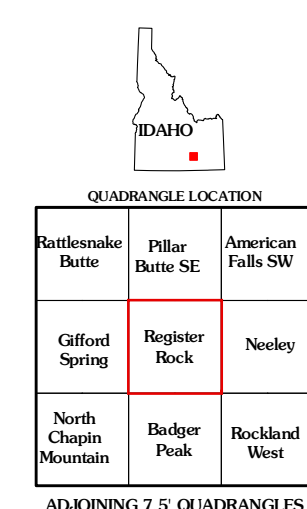 IDAHO
QUADRANGLE LOCATION
Rattlesnake
Butte
Pillar
Butte SE
American
Falls SW
Gifford
Spring
Register
Rock
Neeley
North
Chapin
Mountain
Badger
Peak
Rockland
West
ADJOINING 7.5' QUADRANGLES